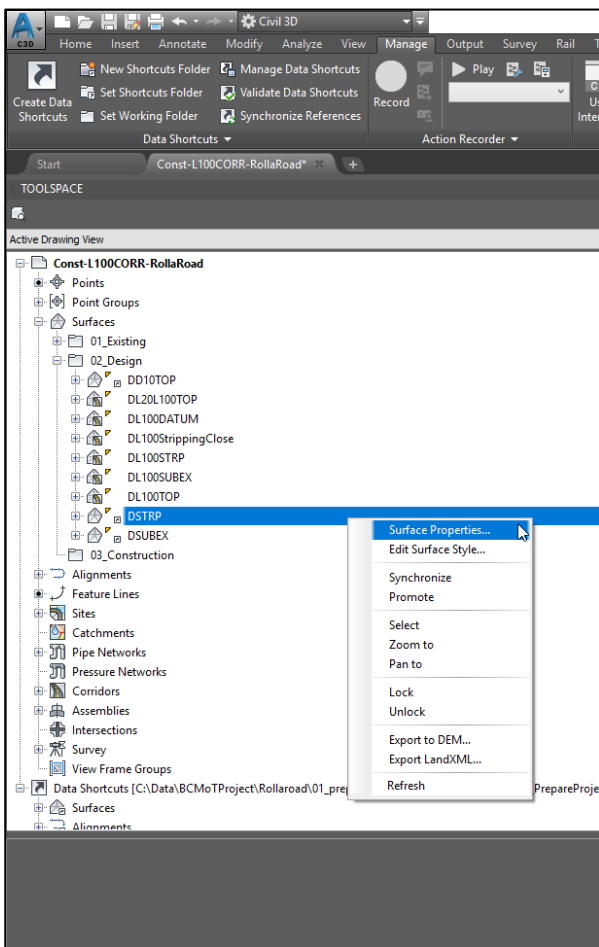 C3D
Civil 3D
Home Insert Annotate Modify Analyze View Manage Output Survey Rail
New Shortcuts Folder Manage Data Shortcuts Play
Create Data Shortcuts
Set Shortcuts Folder Validate Data Shortcuts
Record
Set Working Folder Synchronize References
Data Shortcuts Action Recorder
Start Const-L100CORR-RollaRoad*
TOOLSPACE
Active Drawing View
Const-L100CORR-RollaRoad
Points
Point Groups
Surfaces
01_Existing
02_Design
DD10TOP
DL20L100TOP
DL100DATUM
DL100StrippingClose
DL100STRP
DL100SUBEX
DL100TOP
DSTRP
DSUBEX
03_Construction
Alignments
Feature Lines
Sites
Catchments
Pipe Networks
Pressure Networks
Corridors
Assemblies
Intersections
Survey
View Frame Groups
Data Shortcuts [C:\Data\BCMoTProject\Rollaroad\01_prep
PrepareProje
Surfaces
Alignments
Surface Properties...
Edit Surface Style...
Synchronize
Promote
Select
Zoom to
Pan to
Lock
Unlock
Export to DEM...
Export LandXML...
Refresh